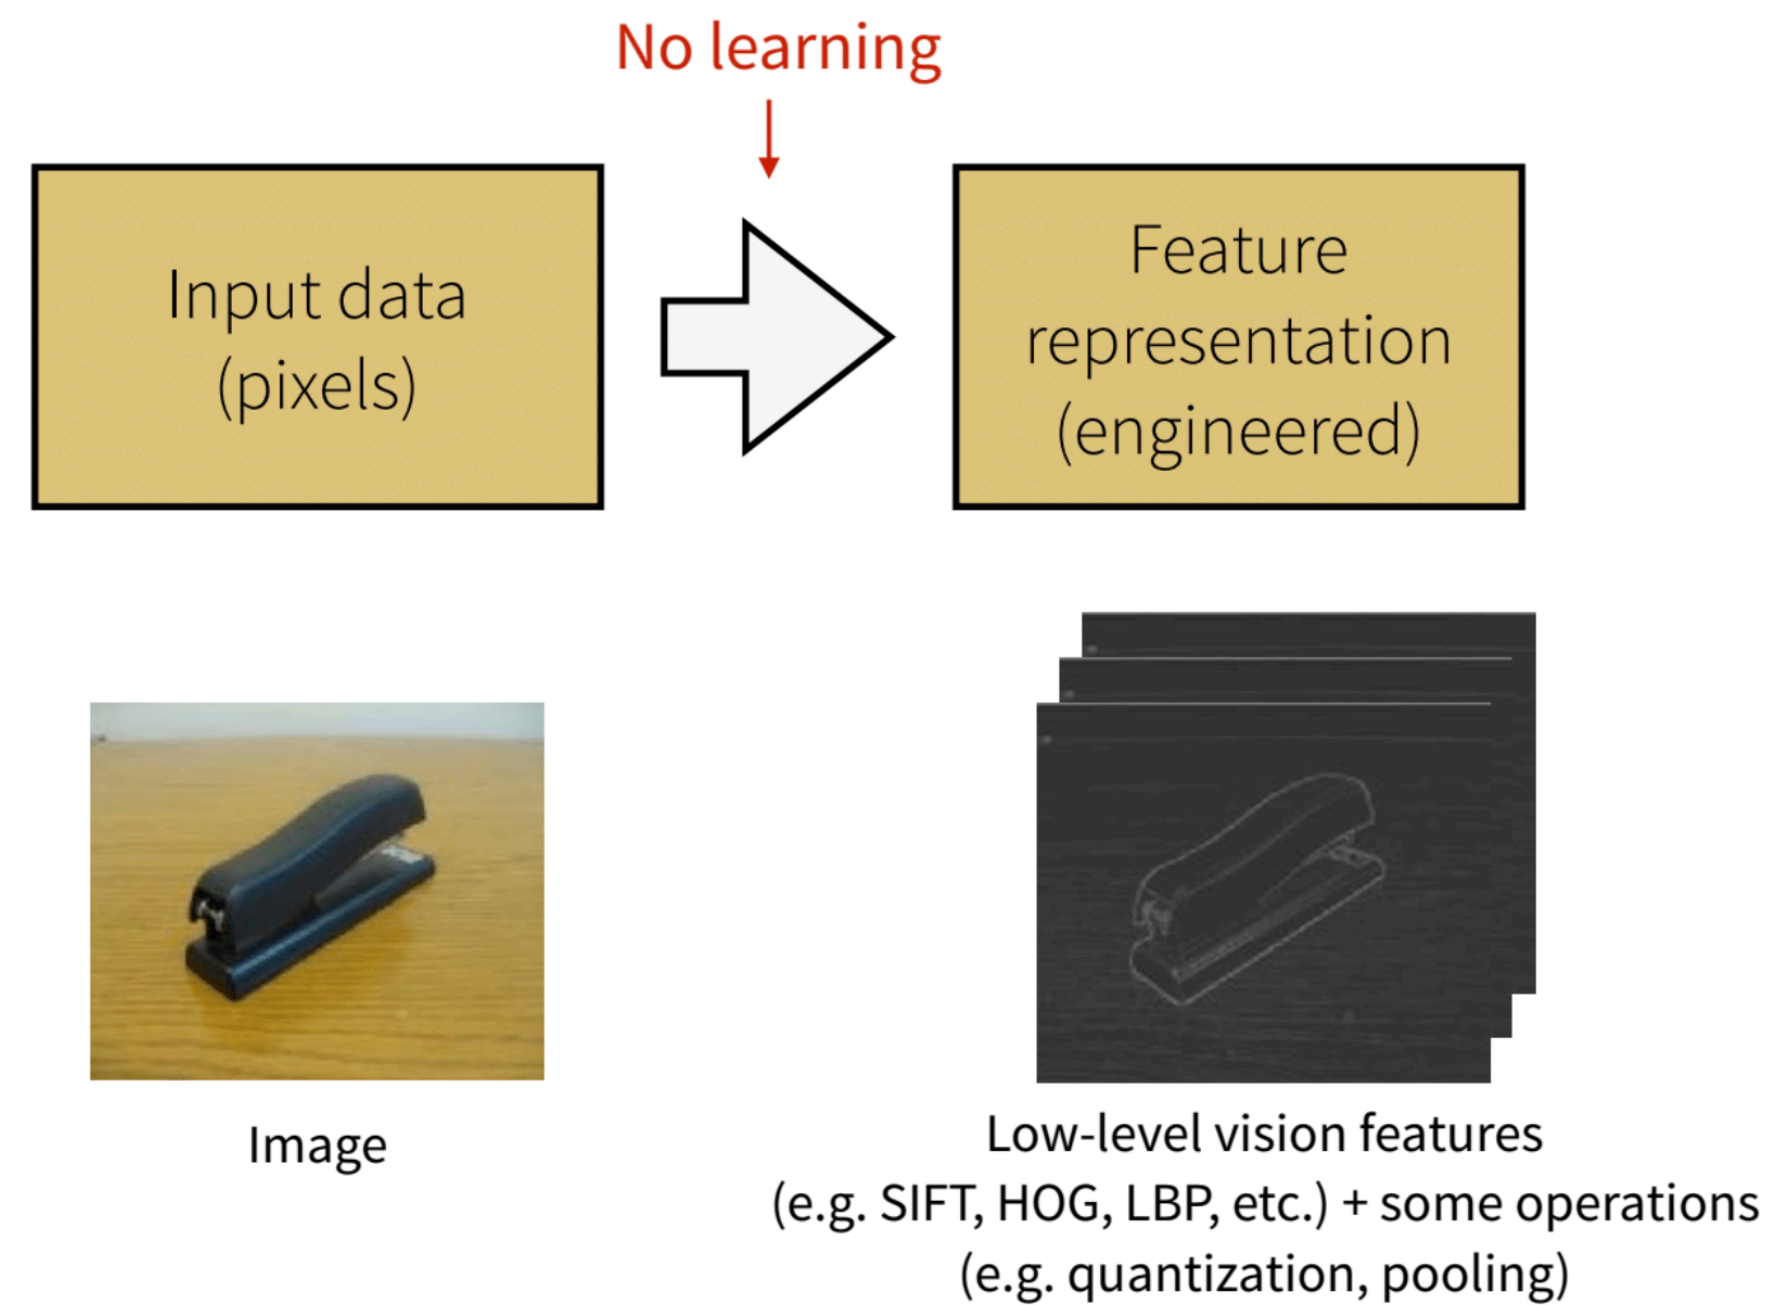 No learning
Input data
(pixels)
Feature
representation
(engineered)
Image
Low-level vision features
(e.g. SIFT, HOG, LBP, etc.) + some operations
(e.g. quantization, pooling)